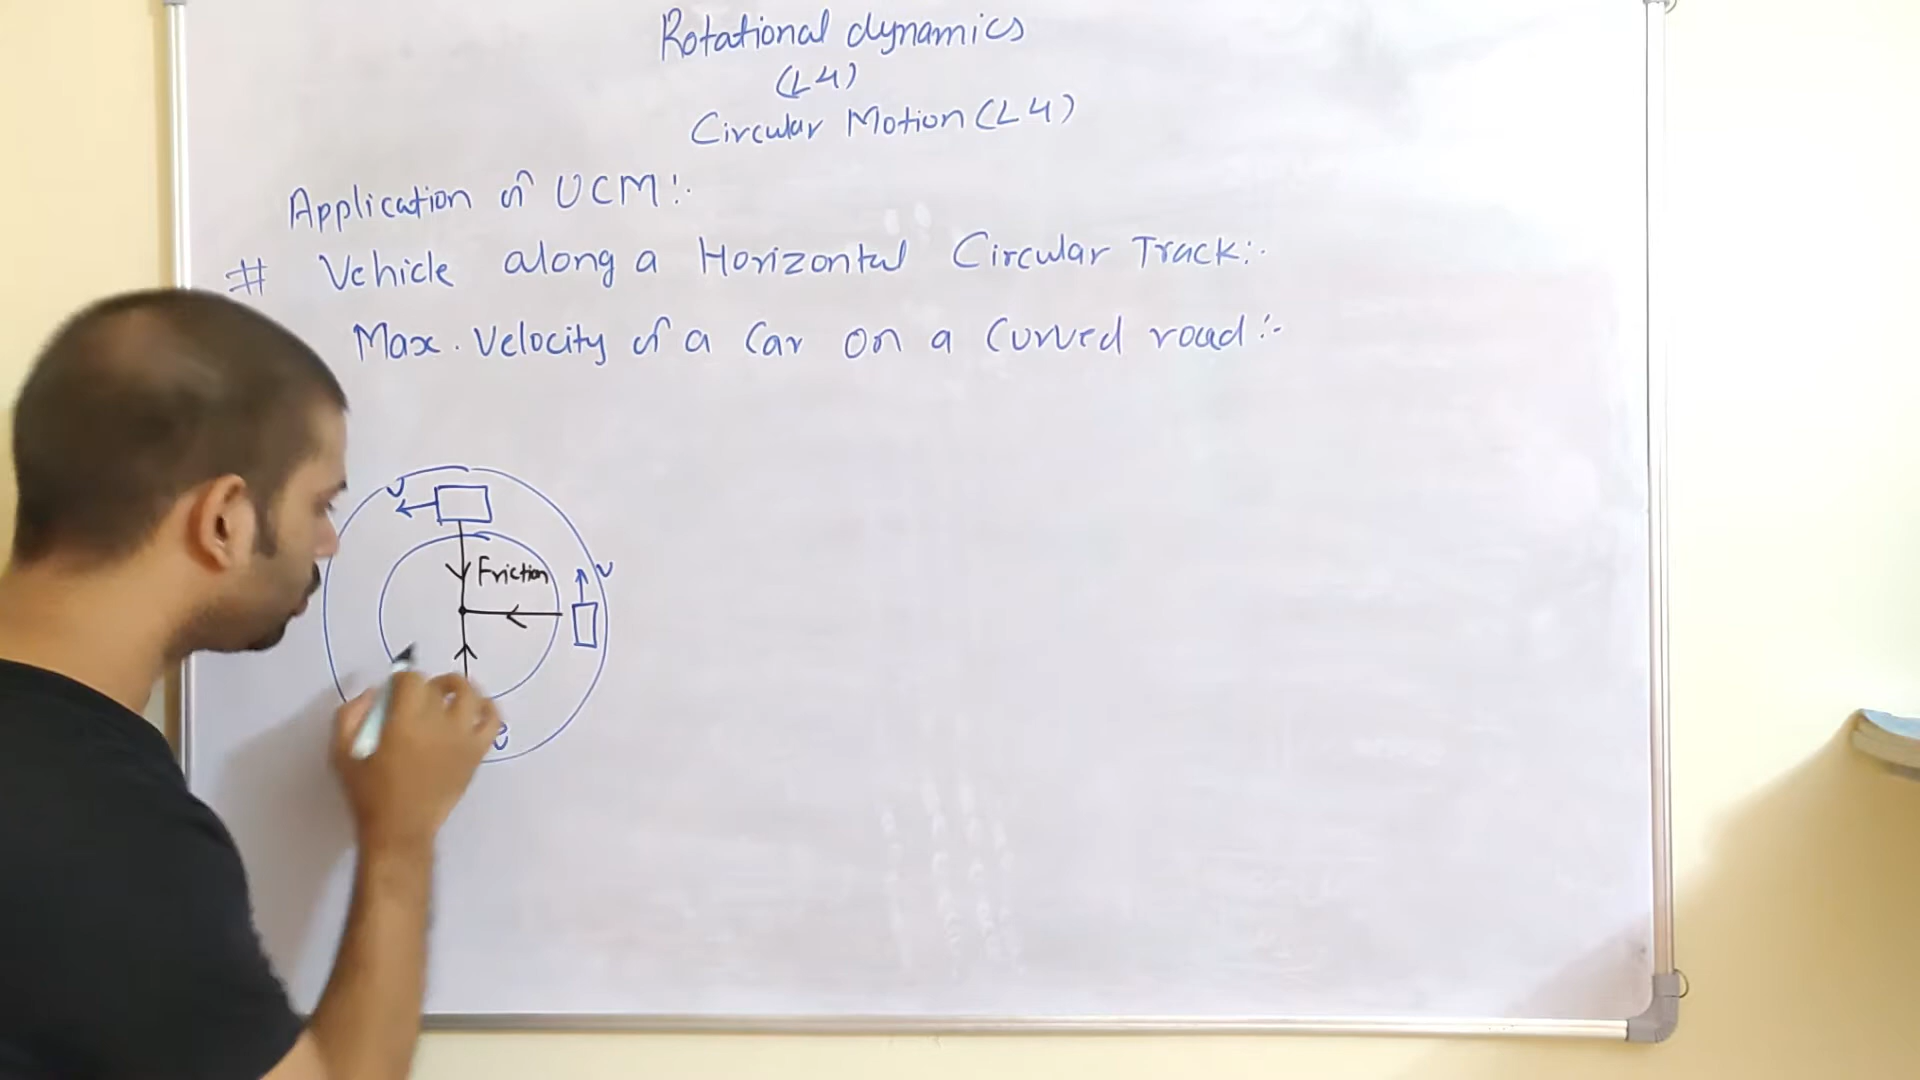 Rotational dynamics
(L4)
Circular Motion (L4)
Application of UCM:-
# Vehicle along a Horizontal Circular Track:-
Max. Velocity of a Car on a Curved road:-
v
Friction
v